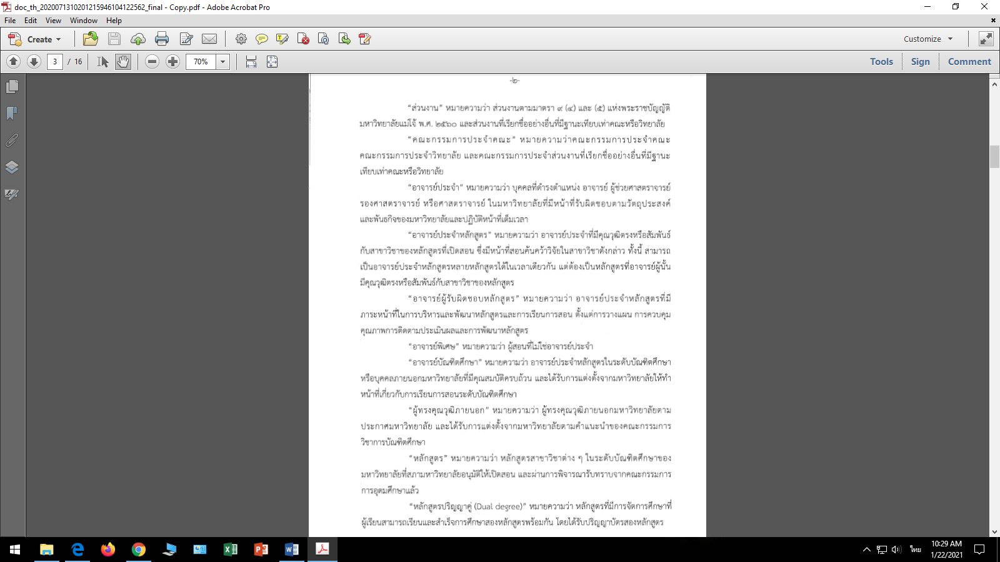 doc_th_20200713102012159461041​22562_final - Copy.pdf - Adobe Acrobat Pro
File Edit View Window Help
Create Customize
3 / 16 70% Tools Sign Comment
-๒-
“ส่วนงาน” หมายความว่า ส่วนงานตามมาตรา ๙ (๔) และ (๕) แห่งพระราชบัญญัติ
มหาวิทยาลัยแม่โจ้ พ.ศ. ๒๕๖๐ และส่วนงานที่เรียกชื่ออย่างอื่นที่มีฐานะเทียบเท่าคณะหรือวิทยาลัย
“คณะกรรมการประจำคณะ” หมายความว่าคณะกรรมการประจำคณะ
คณะกรรมการประจำวิทยาลัย และคณะกรรมการประจำส่วนงานที่เรียกชื่ออย่างอื่นที่มีฐานะ
เทียบเท่าคณะหรือวิทยาลัย
“อาจารย์ประจำ” หมายความว่า บุคคลที่ดำรงตำแหน่ง อาจารย์ ผู้ช่วยศาสตราจารย์
รองศาสตราจารย์ หรือศาสตราจารย์ ในมหาวิทยาลัยที่มีหน้าที่รับผิดชอบตามวัตถุประสงค์
และพันธกิจของมหาวิทยาลัยและปฏิบัติหน้าที่เต็มเวลา
“อาจารย์ประจำหลักสูตร” หมายความว่า อาจารย์ประจำที่มีคุณวุฒิตรงหรือสัมพันธ์
กับสาขาวิชาของหลักสูตรที่เปิดสอน ซึ่งมีหน้าที่สอนค้นคว้าวิจัยในสาขาวิชาดังกล่าว ทั้งนี้ สามารถ
เป็นอาจารย์ประจำหลักสูตรหลายหลักสูตรได้ในเวลาเดียวกัน แต่ต้องเป็นหลักสูตรที่อาจารย์ผู้นั้น
มีคุณวุฒิตรงหรือสัมพันธ์กับสาขาวิชาของหลักสูตร
“อาจารย์ผู้รับผิดชอบหลักสูตร” หมายความว่า อาจารย์ประจำหลักสูตรที่มี
ภาระหน้าที่ในการบริหารและพัฒนาหลักสูตรและการเรียนการสอน ตั้งแต่การวางแผน การควบคุม
คุณภาพการติดตามประเมินผลและการพัฒนาหลักสูตร
“อาจารย์พิเศษ” หมายความว่า ผู้สอนที่ไม่ใช่อาจารย์ประจำ
“อาจารย์บัณฑิตศึกษา” หมายความว่า อาจารย์ประจำหลักสูตรในระดับบัณฑิตศึกษา
หรือบุคคลภายนอกมหาวิทยาลัยที่มีคุณสมบัติครบถ้วน และได้รับการแต่งตั้งจากมหาวิทยาลัยให้ทำ
หน้าที่เกี่ยวกับการเรียนการสอนระดับบัณฑิตศึกษา
“ผู้ทรงคุณวุฒิภายนอก” หมายความว่า ผู้ทรงคุณวุฒิภายนอกมหาวิทยาลัยตาม
ประกาศมหาวิทยาลัย และได้รับการแต่งตั้งจากมหาวิทยาลัยตามคำแนะนำของคณะกรรมการ
วิชาการบัณฑิตศึกษา
“หลักสูตร” หมายความว่า หลักสูตรสาขาวิชาต่าง ๆ ในระดับบัณฑิตศึกษาของ
มหาวิทยาลัยที่สภามหาวิทยาลัยอนุมัติให้เปิดสอน และผ่านการพิจารณารับทราบจากคณะกรรมการ
การอุดมศึกษาแล้ว
“หลักสูตรปริญญาคู่ (Dual degree)” หมายความว่า หลักสูตรที่มีการจัดการศึกษาที่
ผู้เรียนสามารถเรียนและสำเร็จการศึกษาสองหลักสูตรพร้อมกัน โดยได้รับปริญญาบัตรสองหลักสูตร
ไทย
10:29 AM
1/22/2021